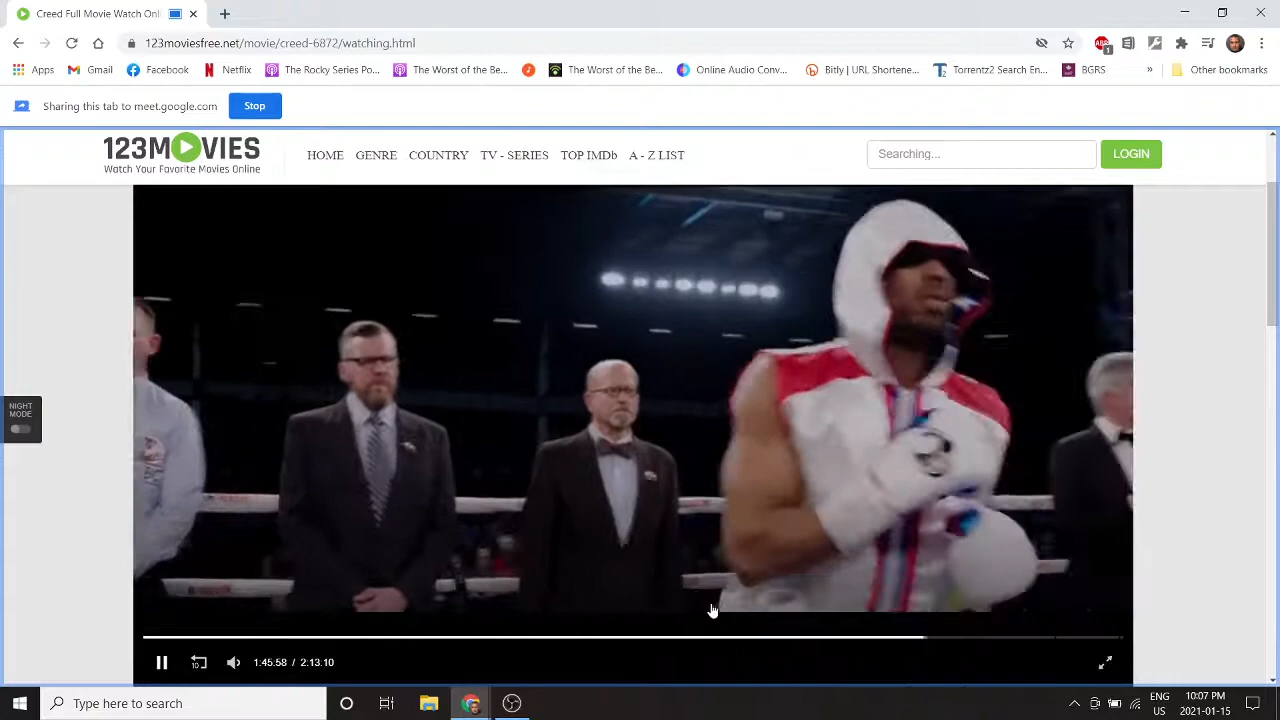 Creed Full Movie Watch Onli
123moviesfree.net/movie/creed-6872/watching.html
1
Apps Gmail Facebook Netflix The Rocky Series Po... The Worst of the Be... The Worst of the Be... Online Audio Conv... Bitly | URL Shortene... Torrentz2 Search En... BGRS » Other bookmarks
Sharing this tab to meet.google.com Stop
123MOVIES
Watch Your Favorite Movies Online
HOME GENRE COUNTRY TV - SERIES TOP IMDb A - Z LIST
Searching...
LOGIN
NIGHT
MODE
10 1:45:58 / 2:13:10
Type here to search
ENG
US
10:07 PM
2021-01-15